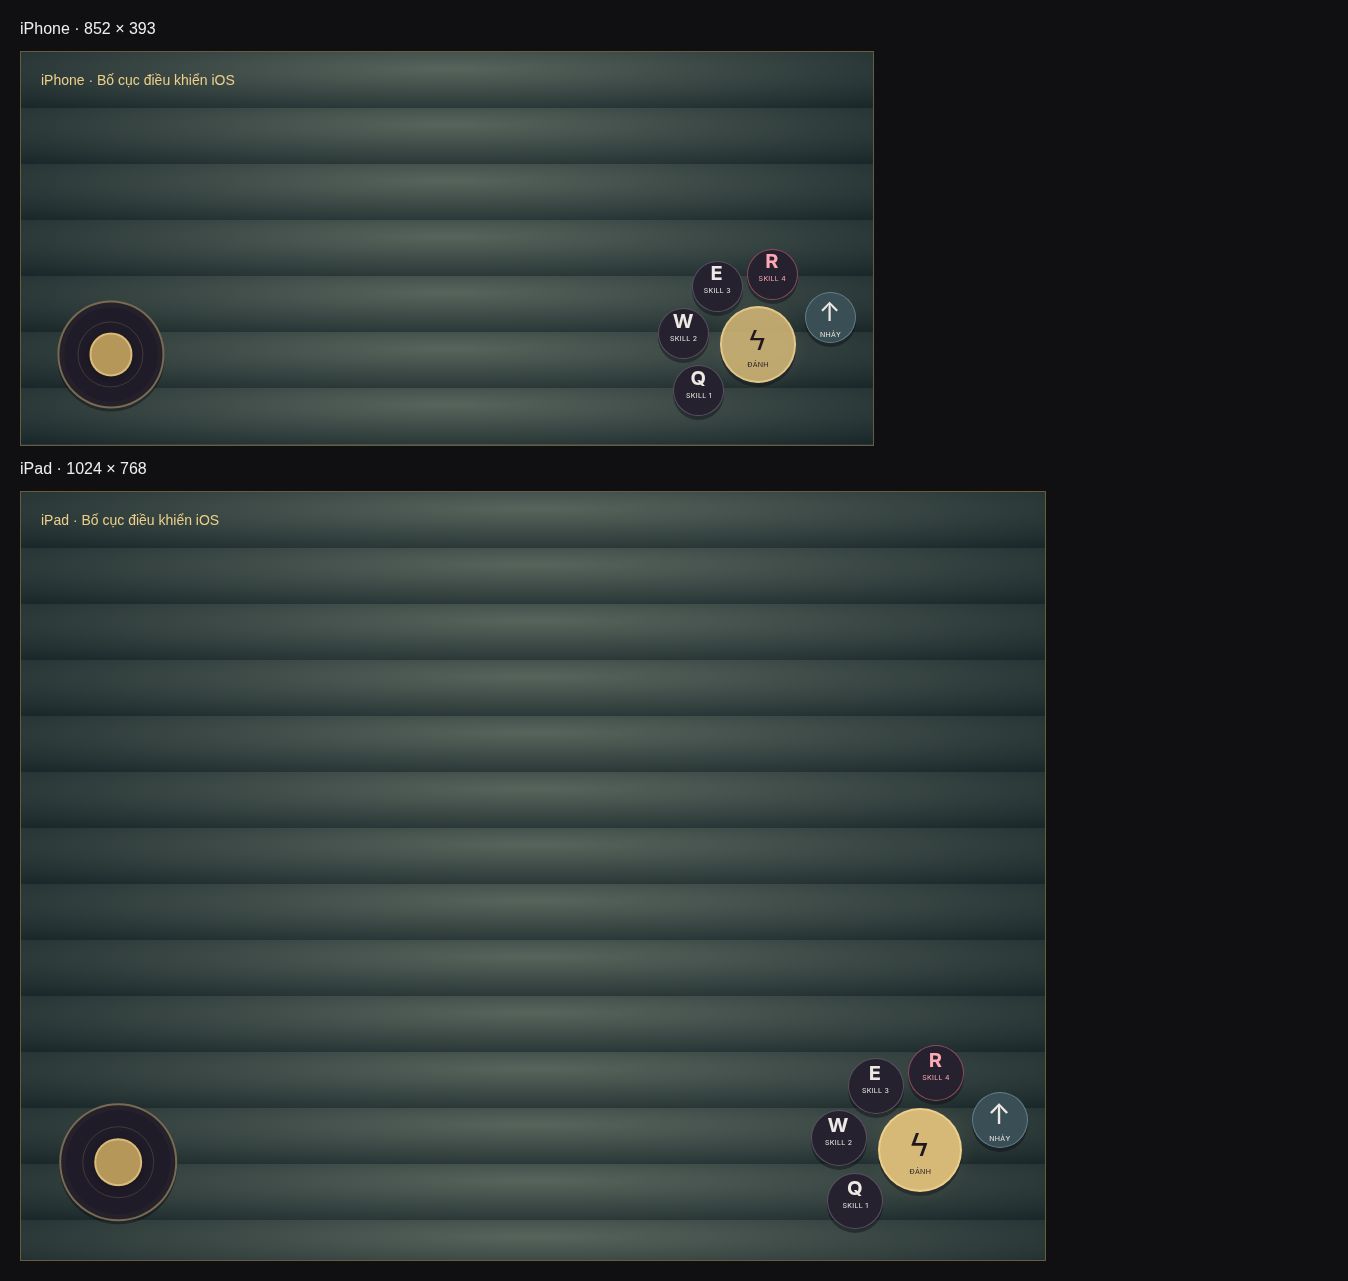 iPhone · 852 × 393
iPhone · Bố cục điều khiển iOS
R
SKILL 4
E
SKILL 3
NHẢY
W
SKILL 2
ĐÁNH
Q
SKILL 1
iPad · 1024 × 768
iPad · Bố cục điều khiển iOS
R
SKILL 4
E
SKILL 3
NHẢY
W
SKILL 2
ĐÁNH
Q
SKILL 1